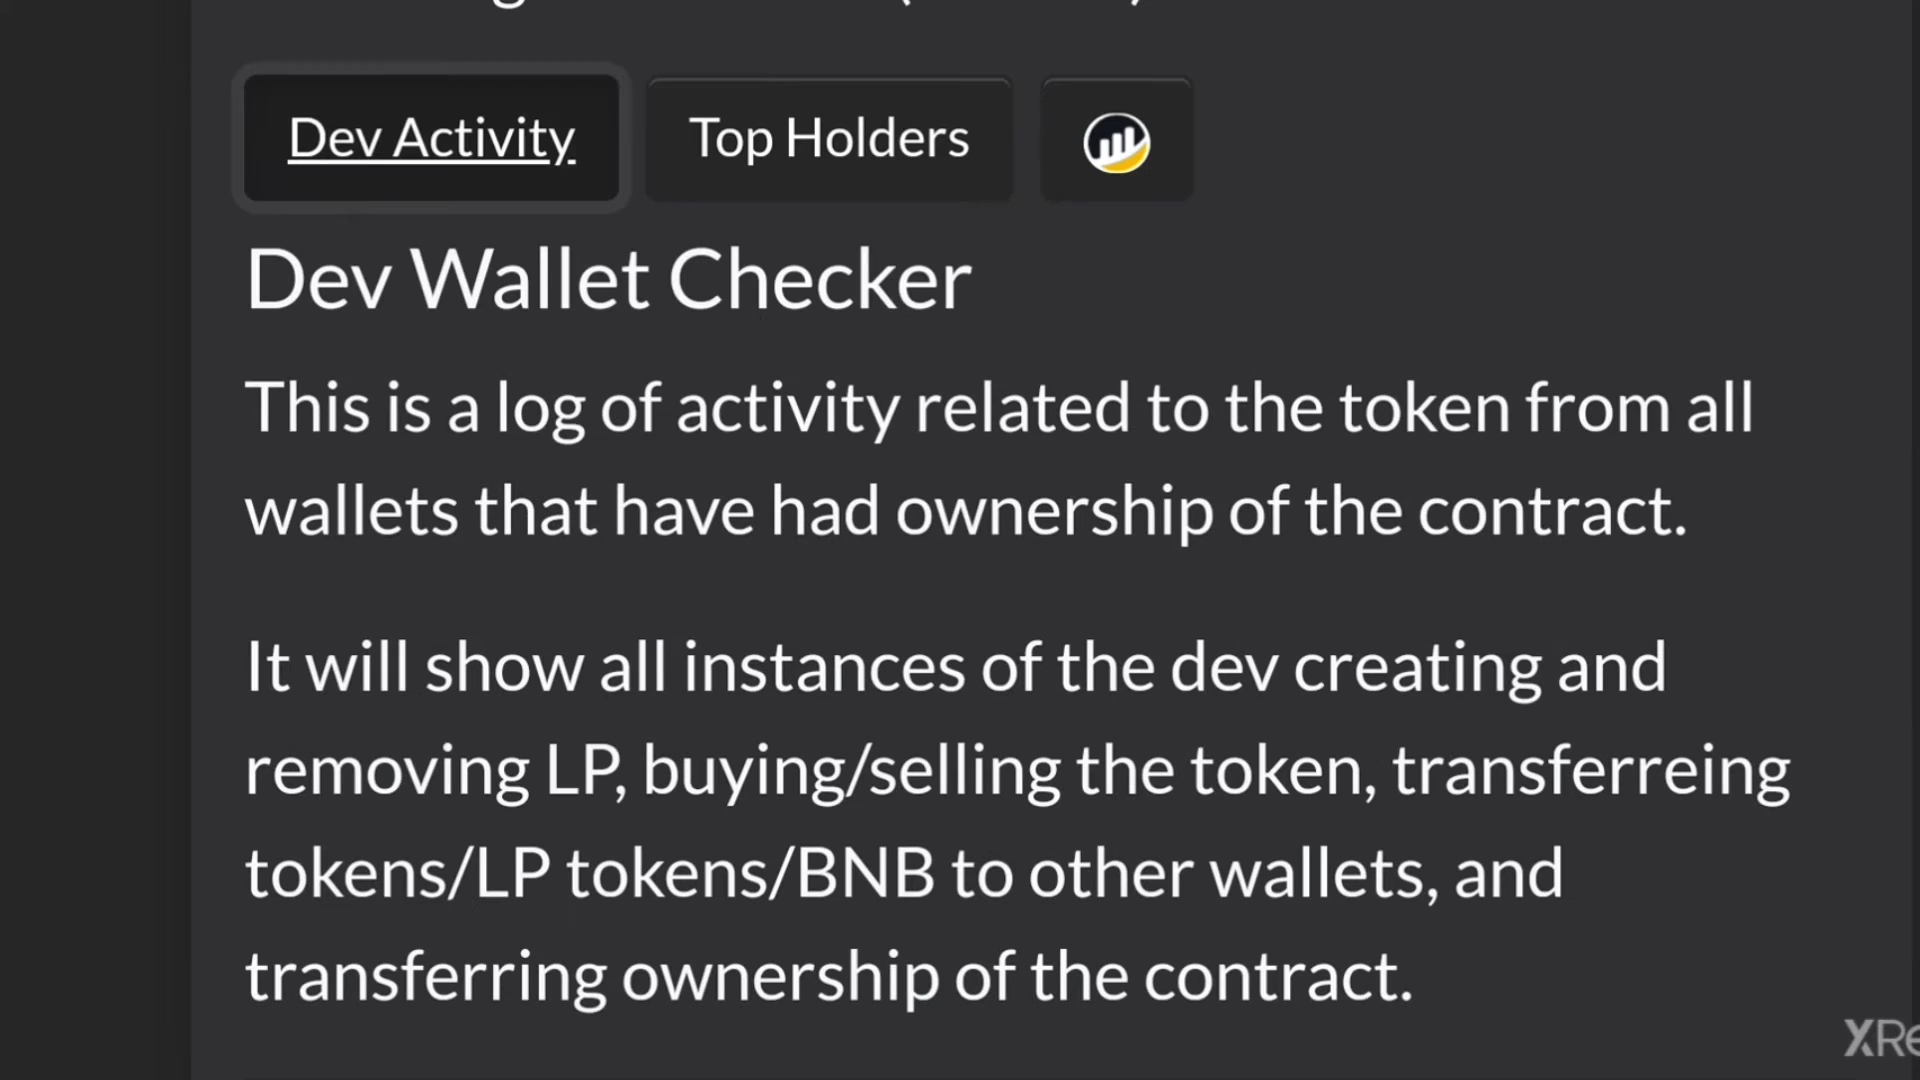 Dev Activity
Top Holders
Dev Wallet Checker
This is a log of activity related to the token from all
wallets that have had ownership of the contract.
It will show all instances of the dev creating and
removing LP, buying/selling the token, transferreing
tokens/LP tokens/BNB to other wallets, and
transferring ownership of the contract.
XRe